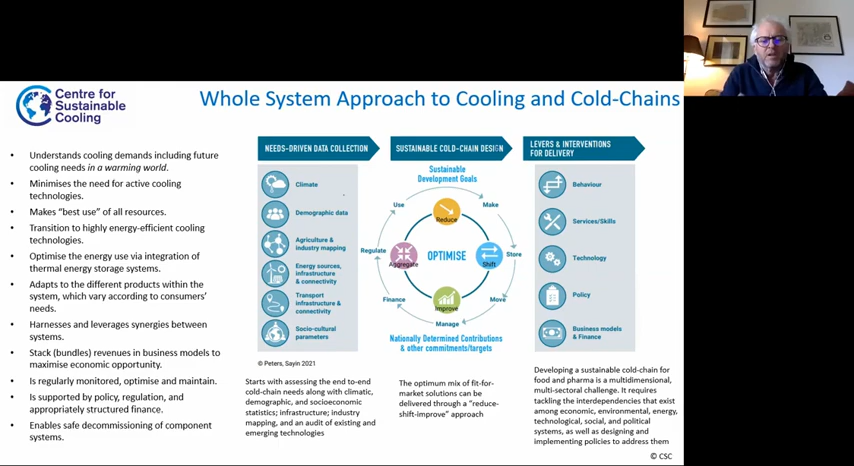 Centre for
Sustainable
Cooling
Whole System Approach to Cooling and Cold-Chains
• Understands cooling demands including future
cooling needs in a warming world.
• Minimises the need for active cooling
technologies.
• Makes “best use” of all resources.
• Transition to highly energy-efficient cooling
technologies.
• Optimise the energy use via integration of
thermal energy storage systems.
• Adapts to the different products within the
system, which vary according to consumers’
needs.
• Harnesses and leverages synergies between
systems.
• Stack (bundles) revenues in business models to
maximise economic opportunity.
• Is regularly monitored, optimise and maintain.
• Is supported by policy, regulation, and
appropriately structured finance.
• Enables safe decommissioning of component
systems.
NEEDS-DRIVEN DATA COLLECTION
Climate
Demographic data
Agriculture &
industry mapping
Energy sources,
infrastructure
& connectivity
Transport
infrastructure &
connectivity
Socio-cultural
parameters
© Peters, Sayin 2021
Starts with assessing the end to-end
cold-chain needs along with climatic,
demographic, and socioeconomic
statistics; infrastructure; industry
mapping, and an audit of existing and
emerging technologies
SUSTAINABLE COLD-CHAIN DESIGN
Sustainable
Development Goals
Use
Make
Reduce
Regulate
Aggregate
OPTIMISE
Shift
Store
Finance
Improve
Move
Manage
Nationally Determined Contributions
& other commitments/targets
The optimum mix of fit-for-
market solutions can be
delivered through a “reduce-
shift-improve” approach
LEVERS & INTERVENTIONS
FOR DELIVERY
Behaviour
Services/Skills
Technology
Policy
Business models
& Finance
Developing a sustainable cold-chain for
food and pharma is a multidimensional,
multi-sectoral challenge. It requires
tackling the interdependencies that exist
among economic, environmental, energy,
technological, social, and political
systems, as well as designing and
implementing policies to address them
© CSC